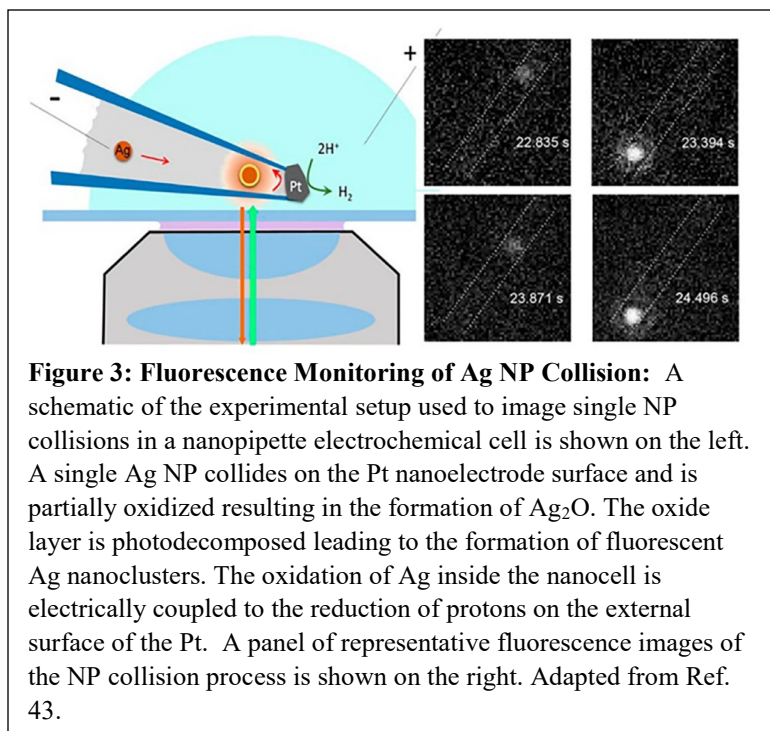 -
+
Ag
Pt
2H⁺
H₂
22.835 s
23.394 s
23.871 s
24.496 s
Figure 3: Fluorescence Monitoring of Ag NP Collision: A
schematic of the experimental setup used to image single NP
collisions in a nanopipette electrochemical cell is shown on the left.
A single Ag NP collides on the Pt nanoelectrode surface and is
partially oxidized resulting in the formation of Ag₂O. The oxide
layer is photodecomposed leading to the formation of fluorescent
Ag nanoclusters. The oxidation of Ag inside the nanocell is
electrically coupled to the reduction of protons on the external
surface of the Pt. A panel of representative fluorescence images of
the NP collision process is shown on the right. Adapted from Ref.
43.